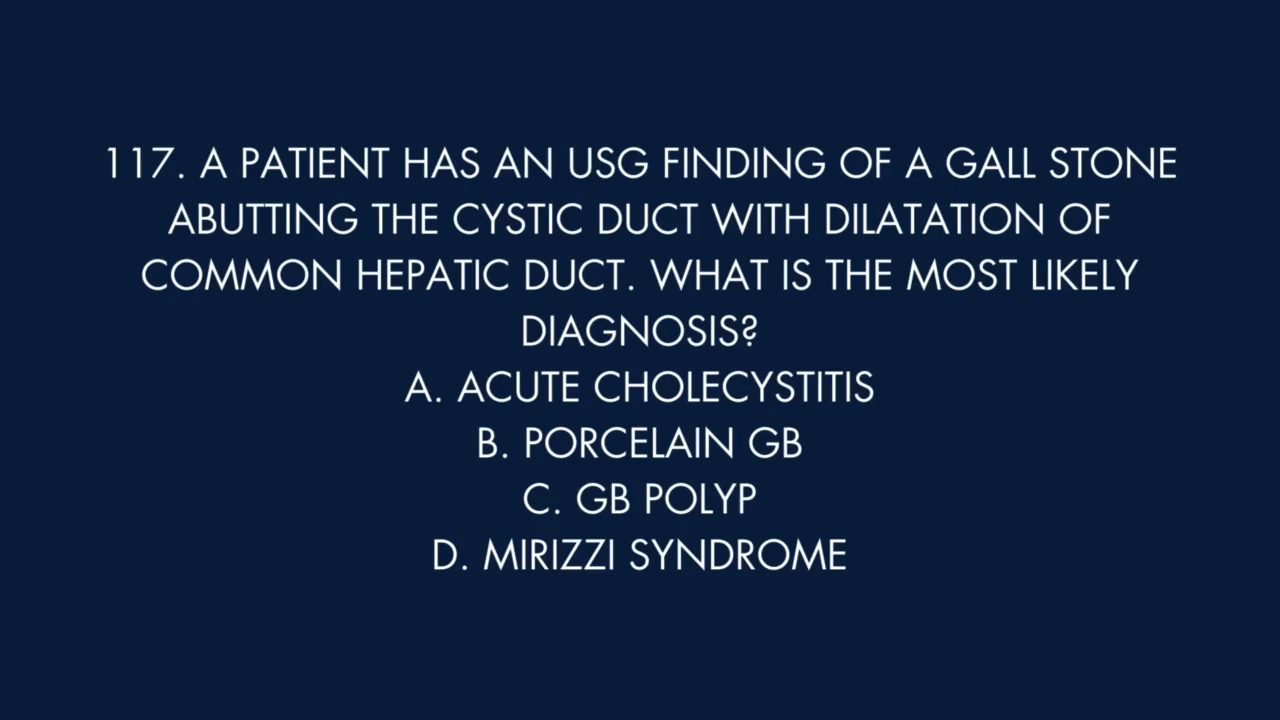 117. A PATIENT HAS AN USG FINDING OF A GALL STONE
ABUTTING THE CYSTIC DUCT WITH DILATATION OF
COMMON HEPATIC DUCT. WHAT IS THE MOST LIKELY
DIAGNOSIS?
A. ACUTE CHOLECYSTITIS
B. PORCELAIN GB
C. GB POLYP
D. MIRIZZI SYNDROME